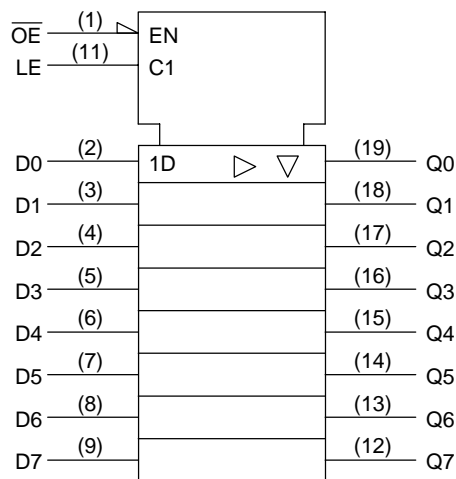 O̅E̅ (1) EN
LE (11) C1
D0 (2) 1D (19) Q0
D1 (3) (18) Q1
D2 (4) (17) Q2
D3 (5) (16) Q3
D4 (6) (15) Q4
D5 (7) (14) Q5
D6 (8) (13) Q6
D7 (9) (12) Q7